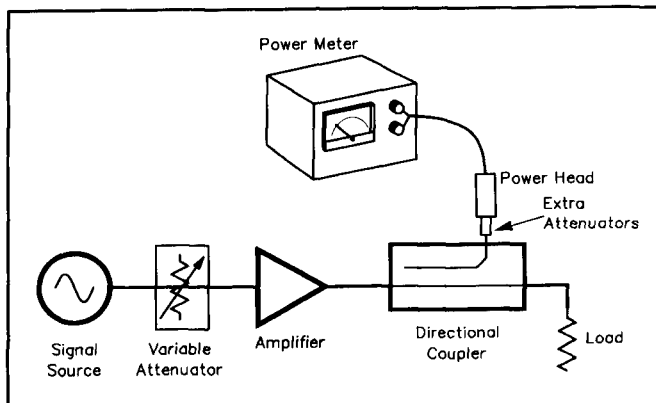 Power Meter
Power Head
Extra
Attenuators
Signal
Source
Variable
Attenuator
Amplifier
Directional
Coupler
Load